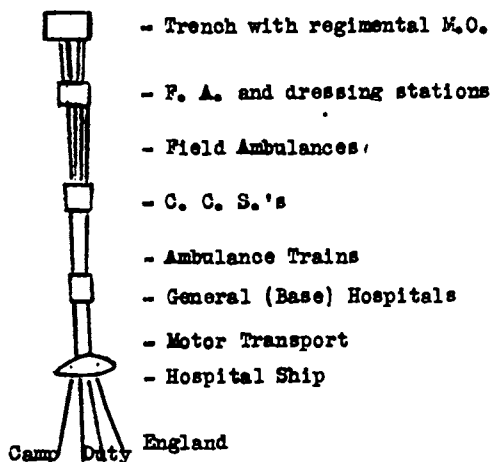 - Trench with regimental M.O.
- F. A. and dressing stations
- Field Ambulances,
- C. C. S.'s
- Ambulance Trains
- General (Base) Hospitals
- Motor Transport
- Hospital Ship
Camp Duty England